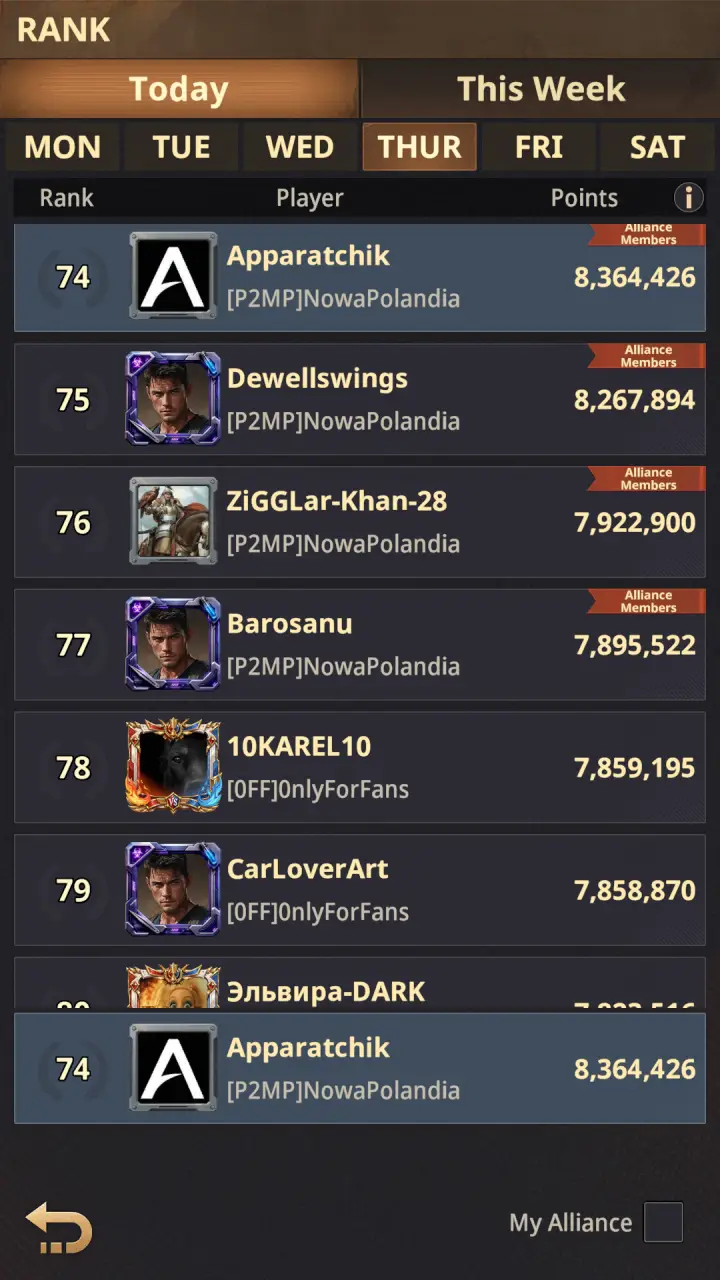 RANK
Today
This Week
MON TUE WED THUR FRI SAT
Rank Player Points i
Alliance Members
74 Apparatchik 8,364,426
[P2MP]NowaPolandia
Alliance Members
75 Dewellswings 8,267,894
[P2MP]NowaPolandia
Alliance Members
76 ZiGGLar-Khan-28 7,922,900
[P2MP]NowaPolandia
Alliance Members
77 Barosanu 7,895,522
[P2MP]NowaPolandia
78 10KAREL10 7,859,195
[0FF]0nlyForFans
79 CarLoverArt 7,858,870
[0FF]0nlyForFans
Эльвира-DARK
74 Apparatchik 8,364,426
[P2MP]NowaPolandia
My Alliance